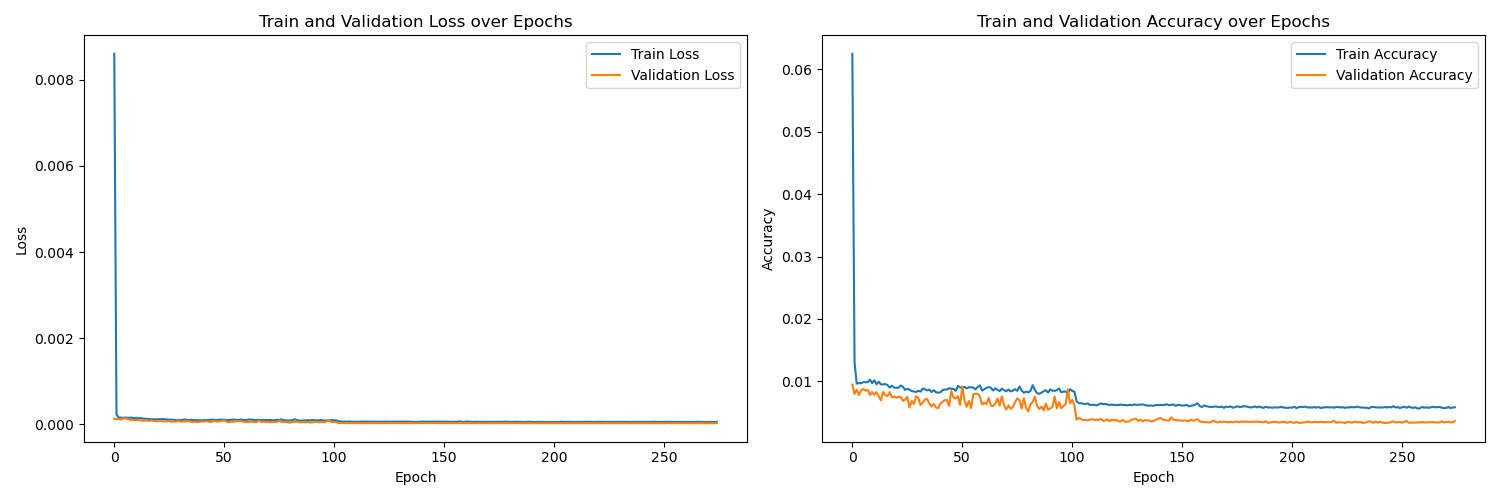 Train and Validation Loss over Epochs
Train Loss
Validation Loss
0.008
0.006
0.004
0.002
0.000
Loss
0
50
100
150
200
250
Epoch
Train and Validation Accuracy over Epochs
Train Accuracy
Validation Accuracy
0.06
0.05
0.04
0.03
0.02
0.01
Accuracy
0
50
100
150
200
250
Epoch